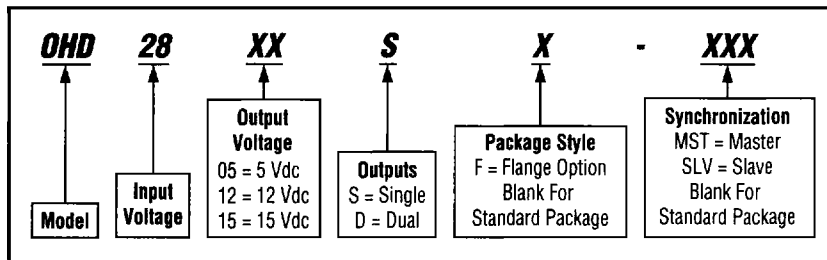 OHD 28 XX S X - XXX
Model
Input
Voltage
Output
Voltage
05 = 5 Vdc
12 = 12 Vdc
15 = 15 Vdc
Outputs
S = Single
D = Dual
Package Style
F = Flange Option
Blank For
Standard Package
Synchronization
MST = Master
SLV = Slave
Blank For
Standard Package